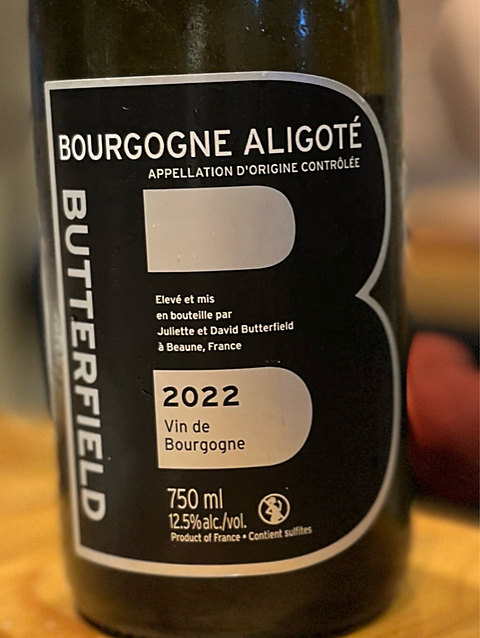 BOURGOGNE ALIGOTÉ
APPELLATION D'ORIGINE CONTRÔLÉE
BUTTERFIELD
Elevé et mis
en bouteille par
Juliette et David Butterfield
à Beaune, France
2022
Vin de
Bourgogne
750 ml
12.5%alc./vol.
Product of France • Contient sulfites